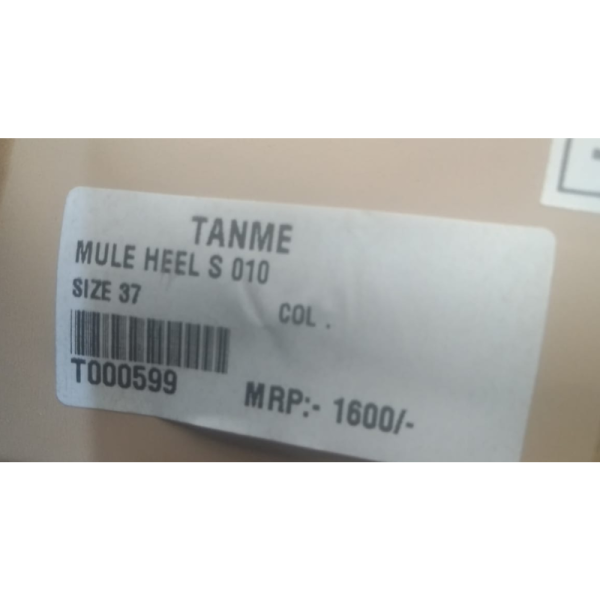 TANME
MULE HEEL S 010
SIZE 37
COL .
T000599
MRP:- 1600/-